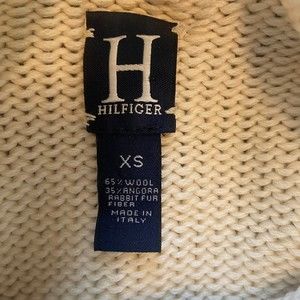 H
HILFIGER
XS
65% WOOL
35% ANGORA
RABBIT FUR
FIBER
MADE IN
ITALY